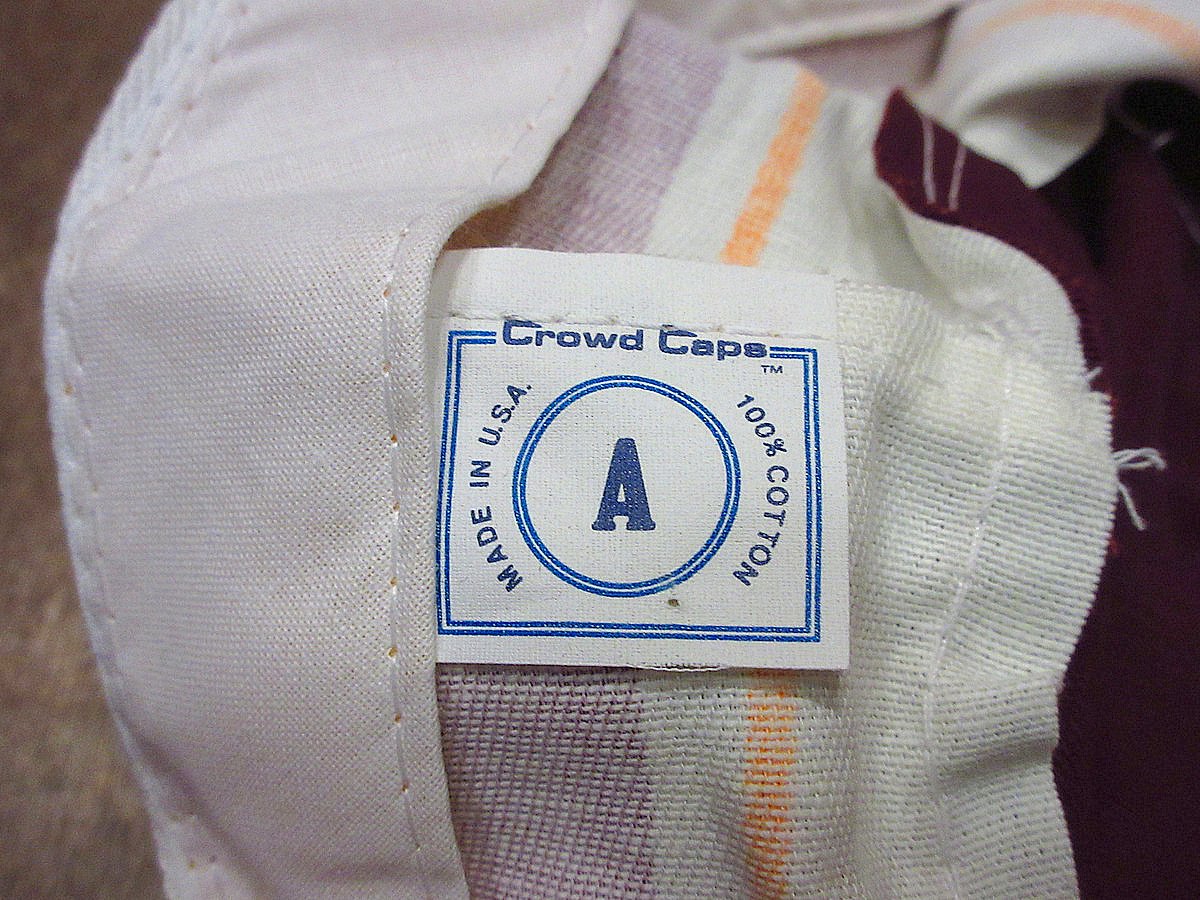 Crowd Caps
™
MADE IN U.S.A.
A
100% COTTON